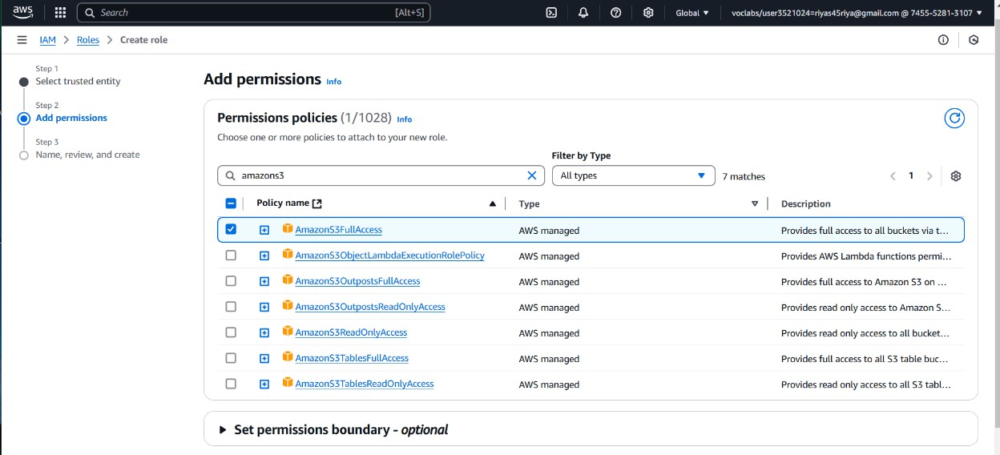 aws Search [Alt+S] Global voclabs/user3521024=riyas45riya@gmail.com @ 7455-5281-3107
IAM Roles Create role
Step 1
Select trusted entity
Step 2
Add permissions
Step 3
Name, review, and create
Add permissions Info
Permissions policies (1/1028) Info
Choose one or more policies to attach to your new role.
Filter by Type
amazons3 All types 7 matches 1
Policy name Type Description
AmazonS3FullAccess AWS managed Provides full access to all buckets via t...
AmazonS3ObjectLambdaExecutionRolePolicy AWS managed Provides AWS Lambda functions permi...
AmazonS3OutpostsFullAccess AWS managed Provides full access to Amazon S3 on ...
AmazonS3OutpostsReadOnlyAccess AWS managed Provides read only access to Amazon S...
AmazonS3ReadOnlyAccess AWS managed Provides read only access to all bucket...
AmazonS3TablesFullAccess AWS managed Provides full access to all S3 table buc...
AmazonS3TablesReadOnlyAccess AWS managed Provides read only access to all S3 tabl...
Set permissions boundary - optional